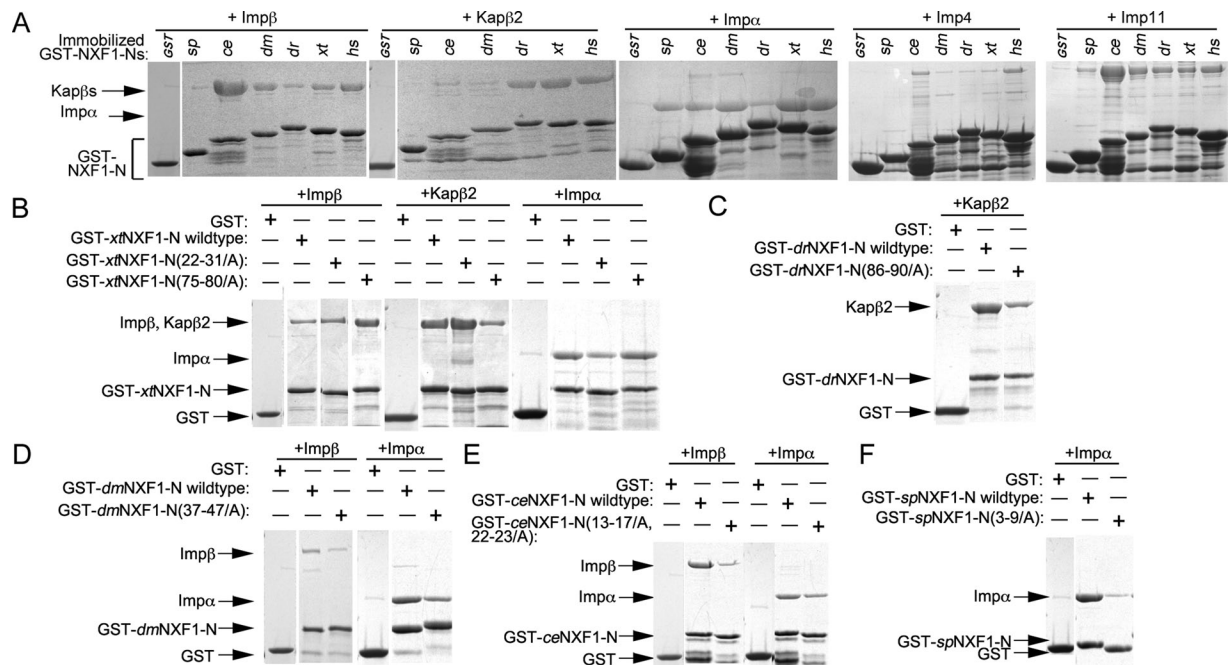 A
+ Impβ
+ Kapβ2
+ Impα
+ Imp4
+ Imp11
Immobilized
GST-NXF1-Ns:
GST sp ce dm dr xt hs
GST sp ce dm dr xt hs
GST sp ce dm dr xt hs
GST sp ce dm dr xt hs
GST sp ce dm dr xt hs
Kapβs
Impα
GST-
NXF1-N
B
+Impβ
+Kapβ2
+Impα
GST: + – – – + – – – + – – –
GST-xtNXF1-N wildtype: – + – – – + – – – + – –
GST-xtNXF1-N(22-31/A): – – + – – – + – – – + –
GST-xtNXF1-N(75-80/A): – – – + – – – + – – – +
Impβ, Kapβ2
Impα
GST-xtNXF1-N
GST
C
+Kapβ2
GST: + – –
GST-drNXF1-N wildtype: – + –
GST-drNXF1-N(86-90/A): – – +
Kapβ2
GST-drNXF1-N
GST
D
+Impβ
+Impα
GST: + – – + – –
GST-dmNXF1-N wildtype: – + – – + –
GST-dmNXF1-N(37-47/A): – – + – – +
Impβ
Impα
GST-dmNXF1-N
GST
E
+Impβ
+Impα
GST: + – – + – –
GST-ceNXF1-N wildtype: – + – – + –
GST-ceNXF1-N(13-17/A, – – + – – +
22-23/A):
Impβ
Impα
GST-ceNXF1-N
GST
F
+Impα
GST: + – –
GST-spNXF1-N wildtype: – + –
GST-spNXF1-N(3-9/A): – – +
Impα
GST-spNXF1-N
GST